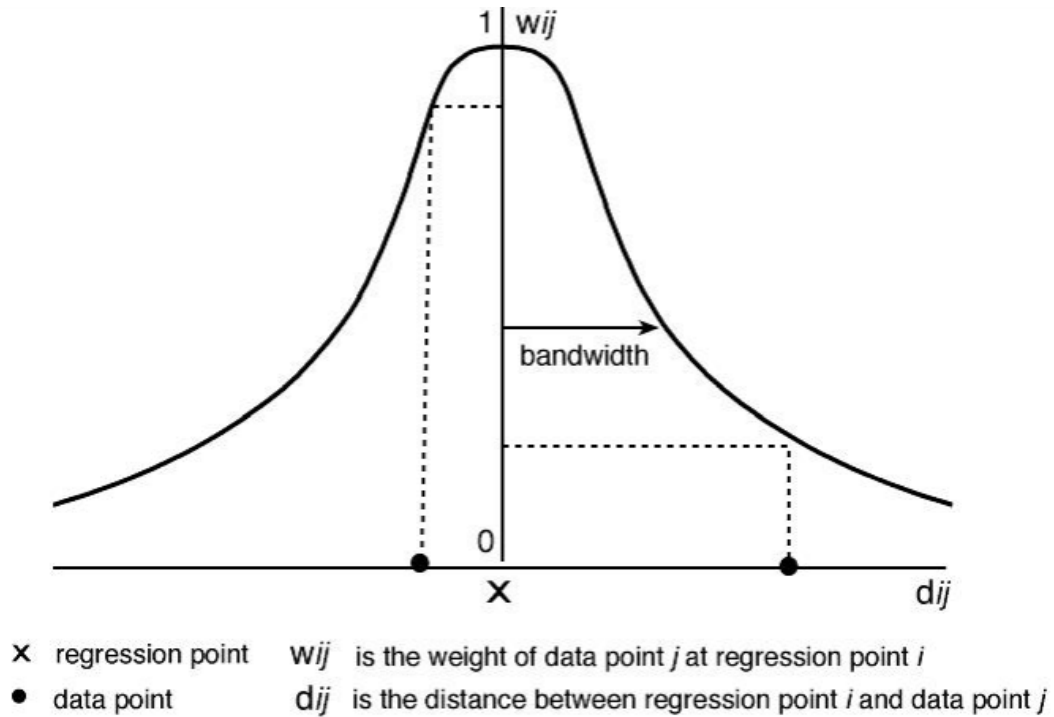 1 wij
bandwidth
0
X dij
x regression point wij is the weight of data point j at regression point i
● data point dij is the distance between regression point i and data point j